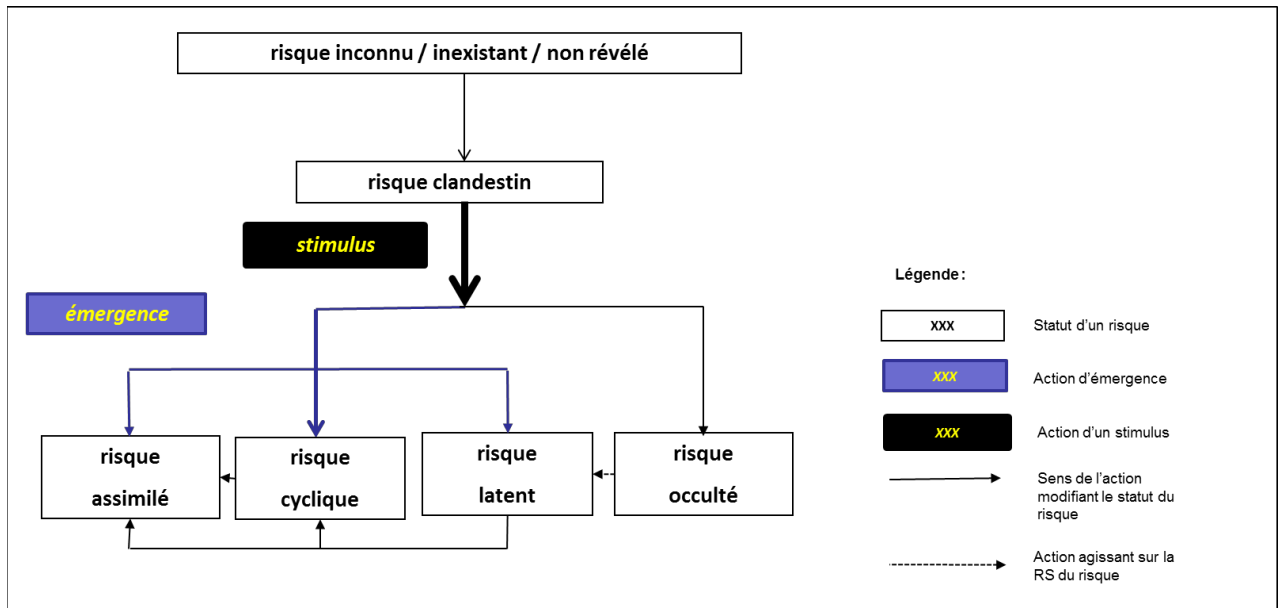 risque inconnu / inexistant / non révélé
risque clandestin
stimulus
émergence
risque
assimilé
risque
cyclique
risque
latent
risque
occulté
Légende :
XXX
Statut d'un risque
XXX
Action d'émergence
XXX
Action d'un stimulus
Sens de l'action
modifiant le statut du
risque
Action agissant sur la
RS du risque